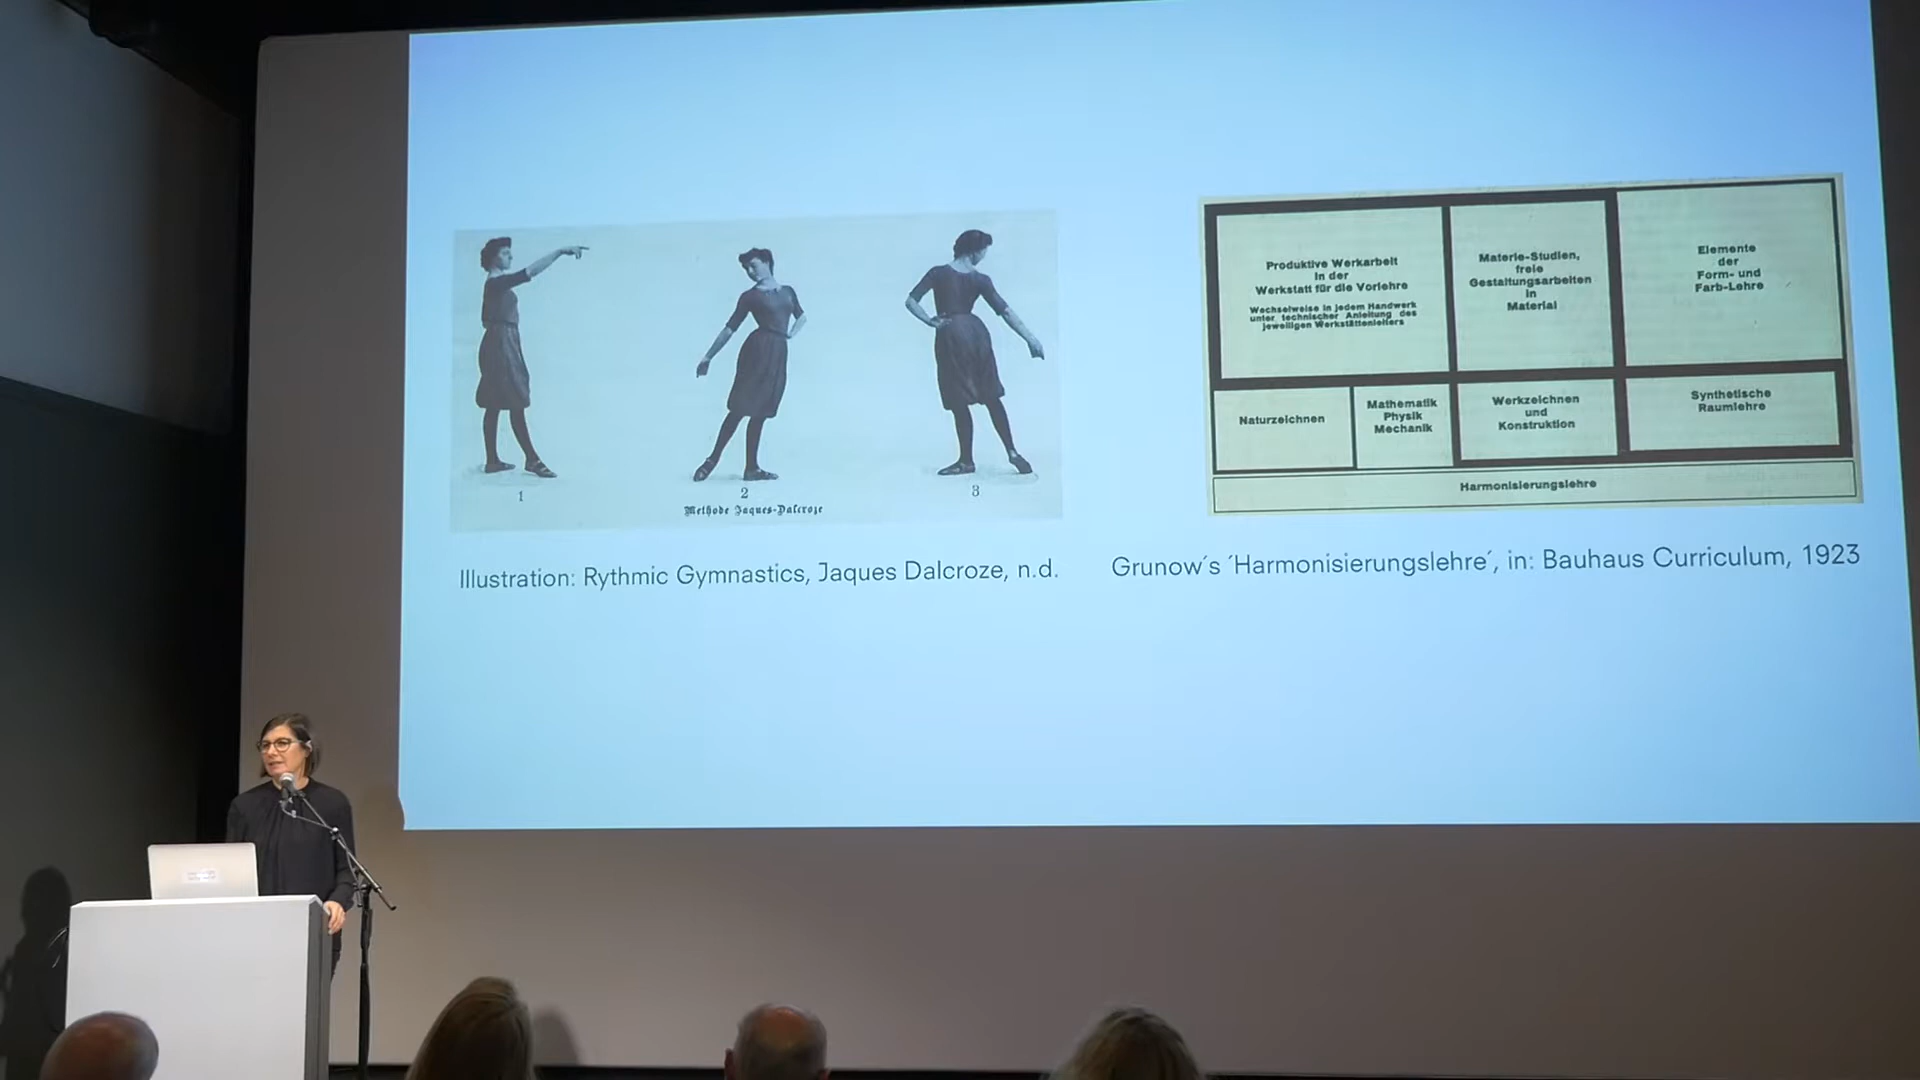 1
2
3
Methode Jaques-Dalcroze
Illustration: Rythmic Gymnastics, Jaques Dalcroze, n.d.
Produktive Werkarbeit
in der
Werkstatt für die Vorlehre
Wechselweise in jedem Handwerk
unter technischer Anleitung des
jeweiligen Werkstättenleiters
Materie-Studien,
freie
Gestaltungsarbeiten
in
Material
Elemente
der
Form- und
Farb-Lehre
Naturzeichnen
Mathematik
Physik
Mechanik
Werkzeichnen
und
Konstruktion
Synthetische
Raumlehre
Harmonisierungslehre
Grunow´s ´Harmonisierungslehre´, in: Bauhaus Curriculum, 1923